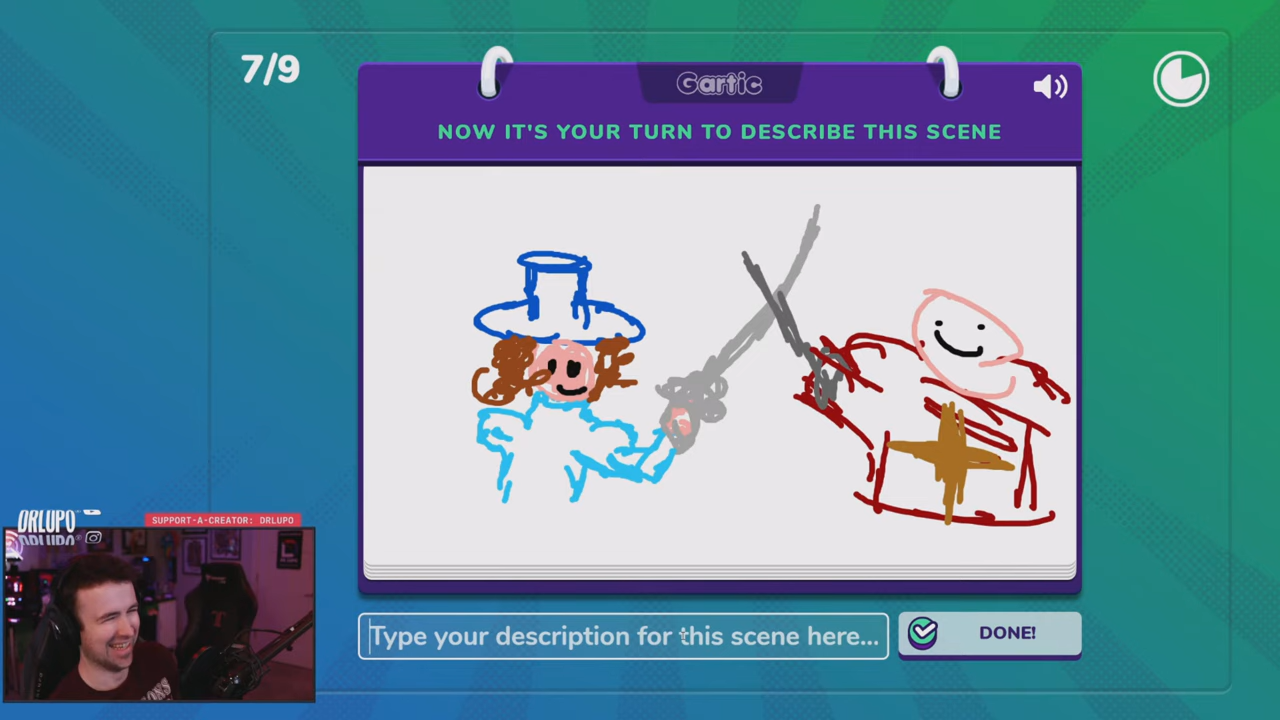 7/9
Gartic
NOW IT'S YOUR TURN TO DESCRIBE THIS SCENE
DRLUPO
SUPPORT-A-CREATOR: DRLUPO
Type your description for this scene here...
DONE!